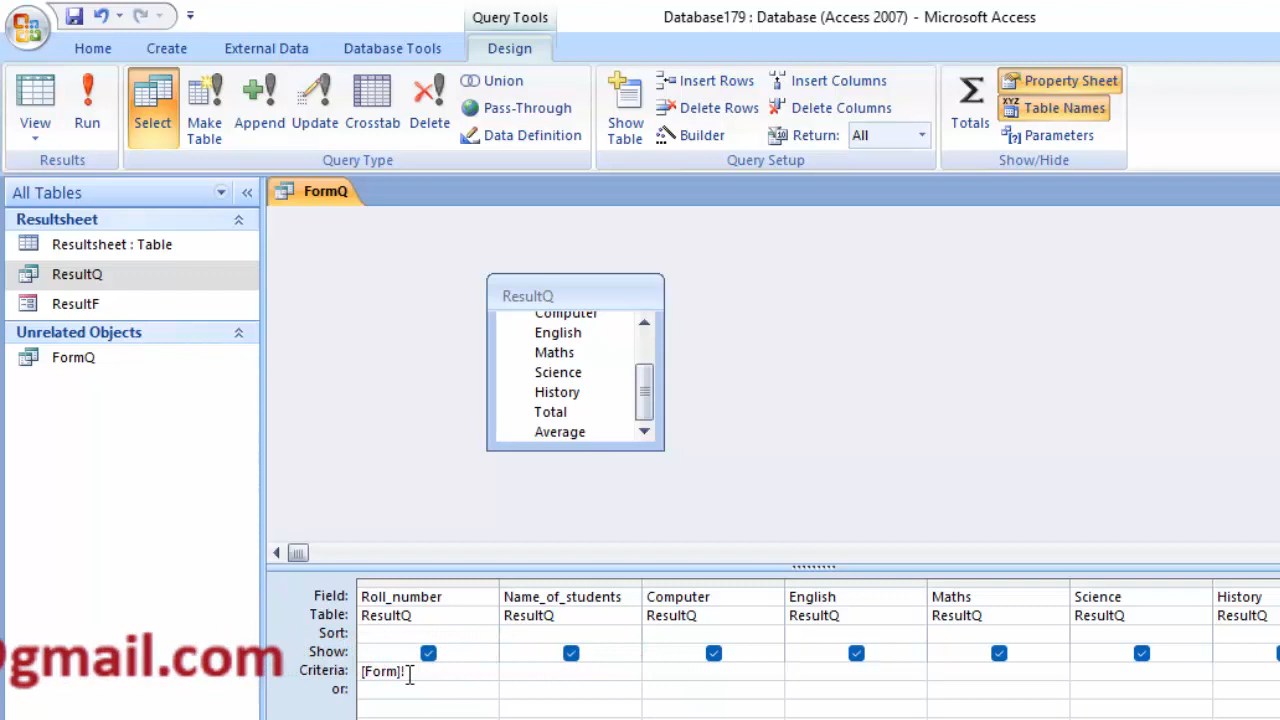 Query Tools
Database179 : Database (Access 2007) - Microsoft Access
Home Create External Data Database Tools Design
View
Run
Select
Make Table
Append
Update
Crosstab
Delete
Union
Pass-Through
Data Definition
Show Table
Insert Rows
Delete Rows
Builder
Insert Columns
Delete Columns
Return: All
Totals
Property Sheet
XYZ Table Names
Parameters
Results Query Type Query Setup Show/Hide
All Tables
Resultsheet
Resultsheet : Table
ResultQ
ResultF
Unrelated Objects
FormQ
FormQ
ResultQ
Computer
English
Maths
Science
History
Total
Average
Field: Roll_number Name_of_students Computer English Maths Science History
Table: ResultQ ResultQ ResultQ ResultQ ResultQ ResultQ ResultQ
Sort:
Show:
Criteria: [Form]!
or:
@gmail.com